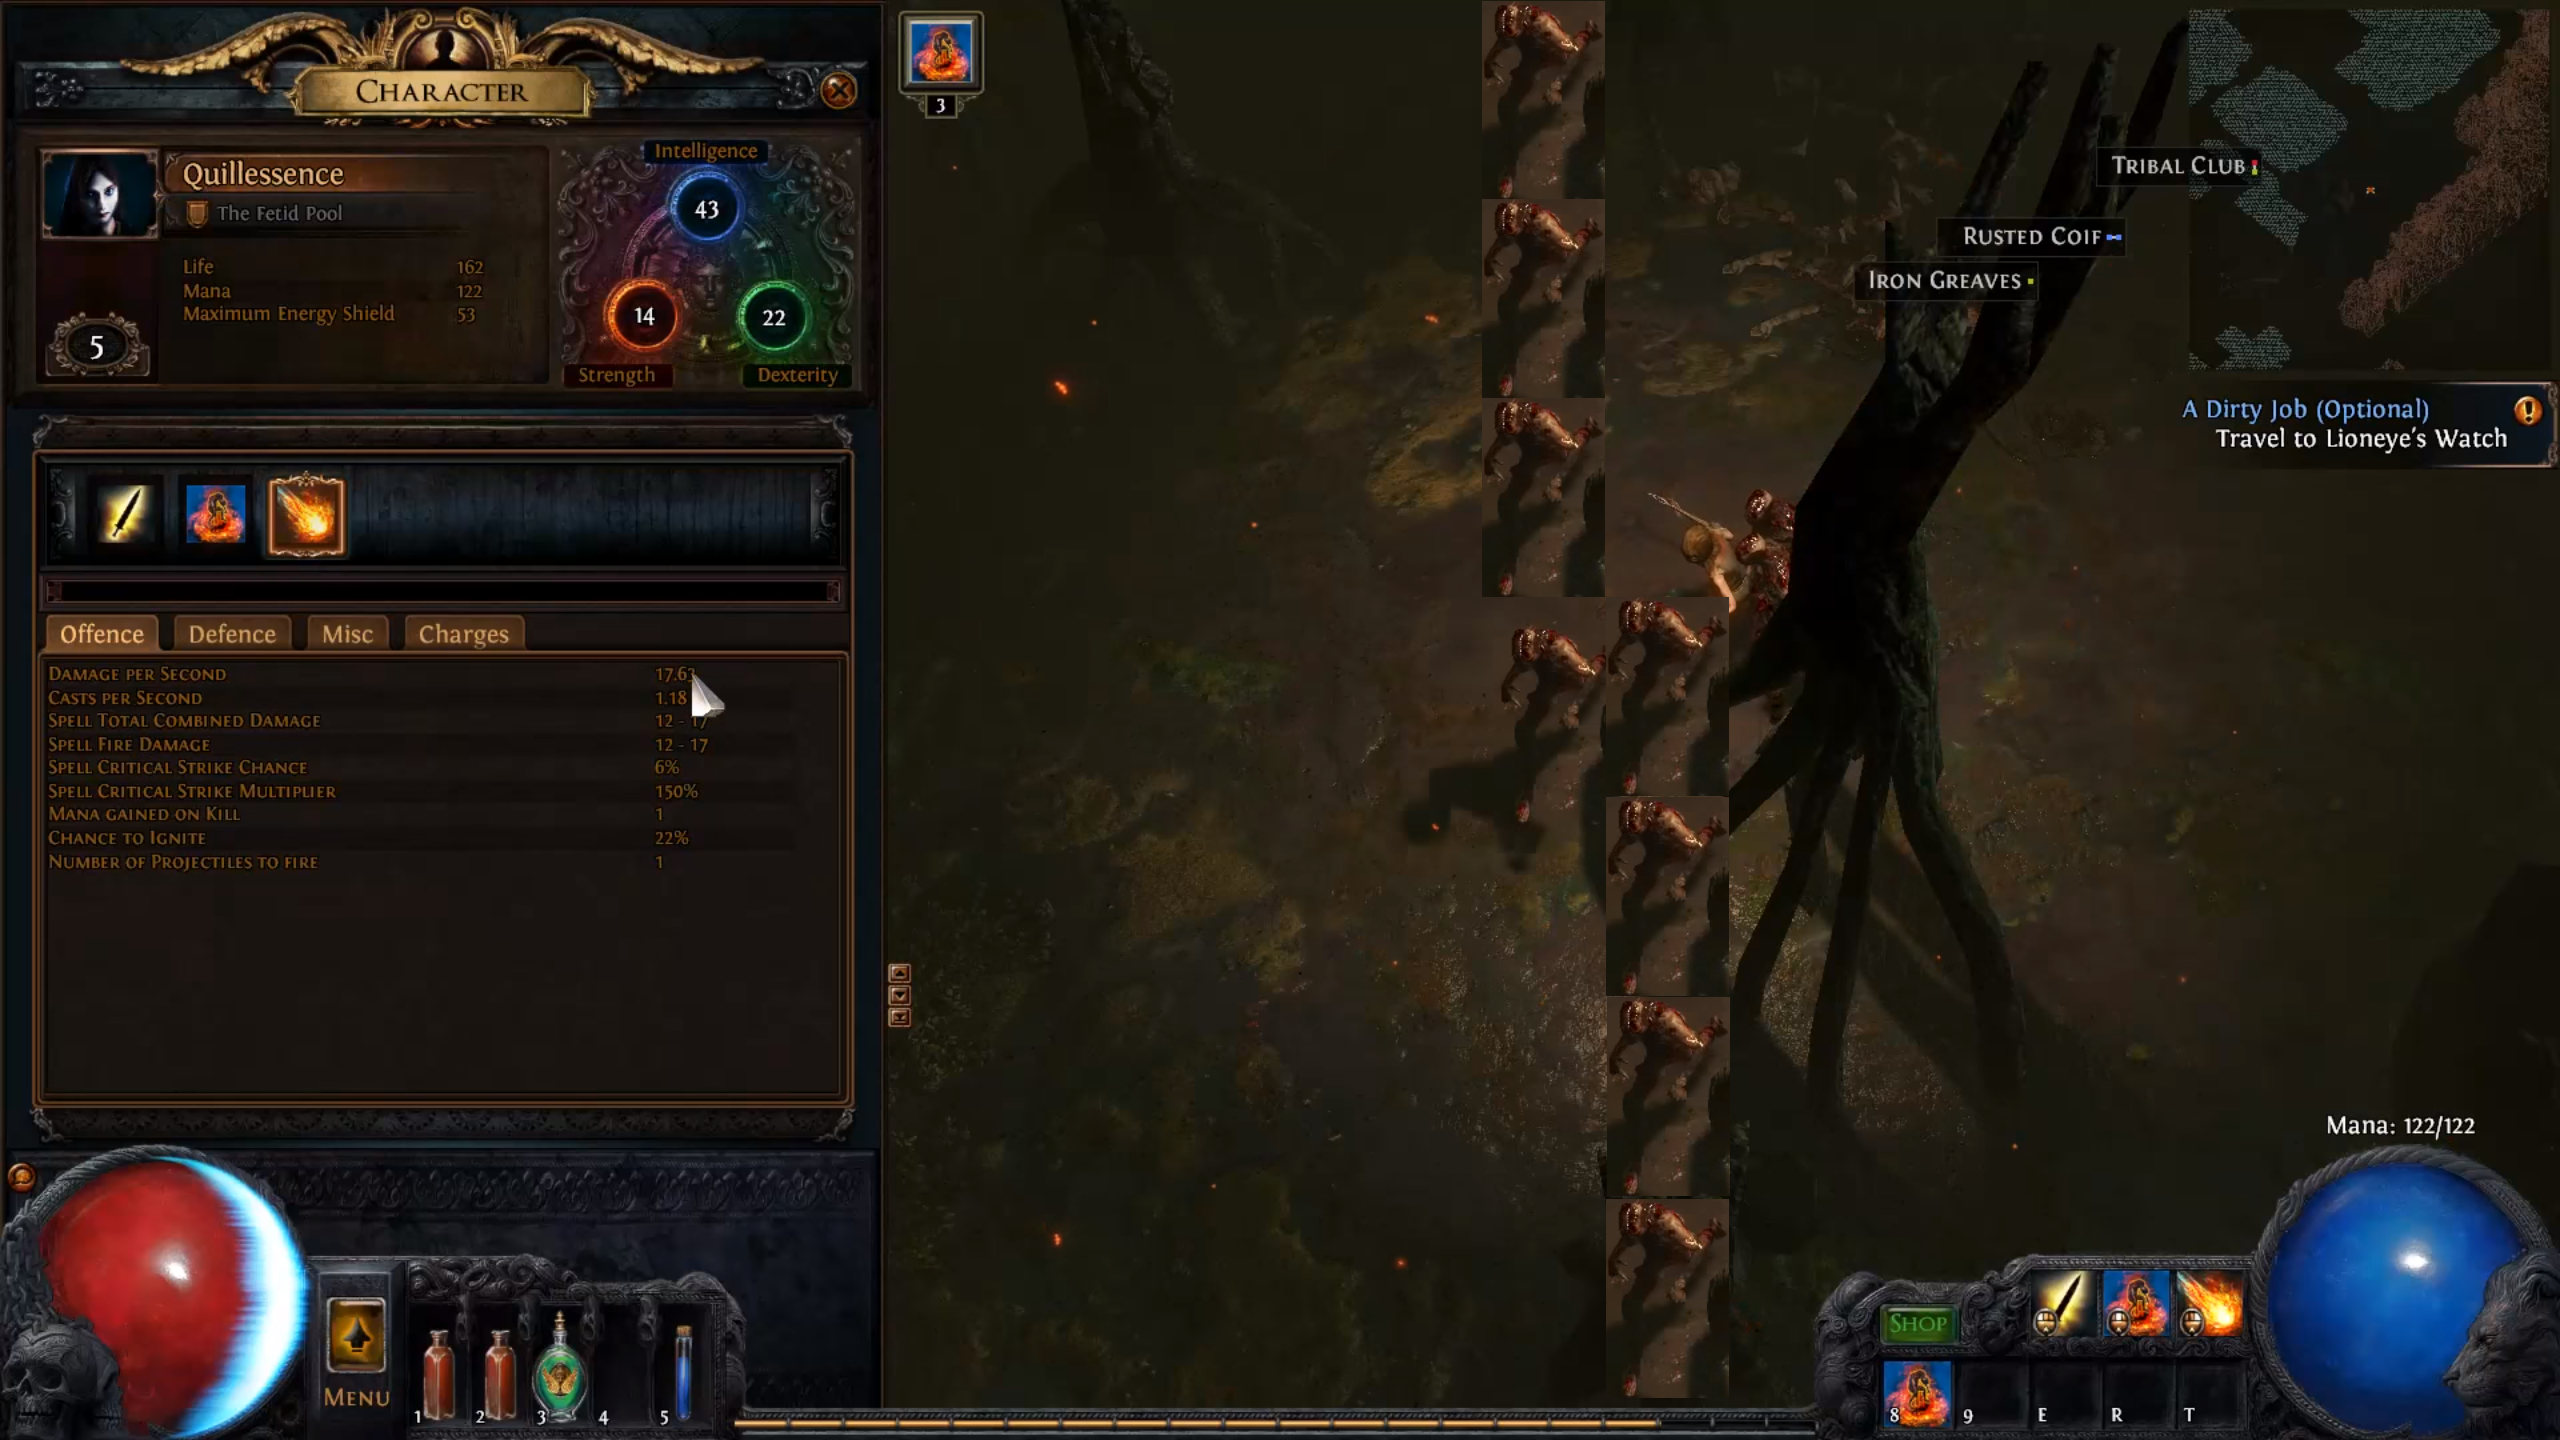 CHARACTER
3
Quillessence
The Fetid Pool
Life 162
Mana 122
Maximum Energy Shield 53
5
Intelligence
43
14
22
Strength
Dexterity
Offence Defence Misc Charges
DAMAGE PER SECOND 17.63
CASTS PER SECOND 1.18
SPELL TOTAL COMBINED DAMAGE 12 - 17
SPELL FIRE DAMAGE 12 - 17
SPELL CRITICAL STRIKE CHANCE 6%
SPELL CRITICAL STRIKE MULTIPLIER 150%
MANA GAINED ON KILL 1
CHANCE TO IGNITE 22%
NUMBER OF PROJECTILES TO FIRE 1
TRIBAL CLUB
RUSTED COIF
IRON GREAVES
A Dirty Job (Optional)
Travel to Lioneye's Watch
Mana: 122/122
MENU
1 2 3 4 5
SHOP
8 9 E R T